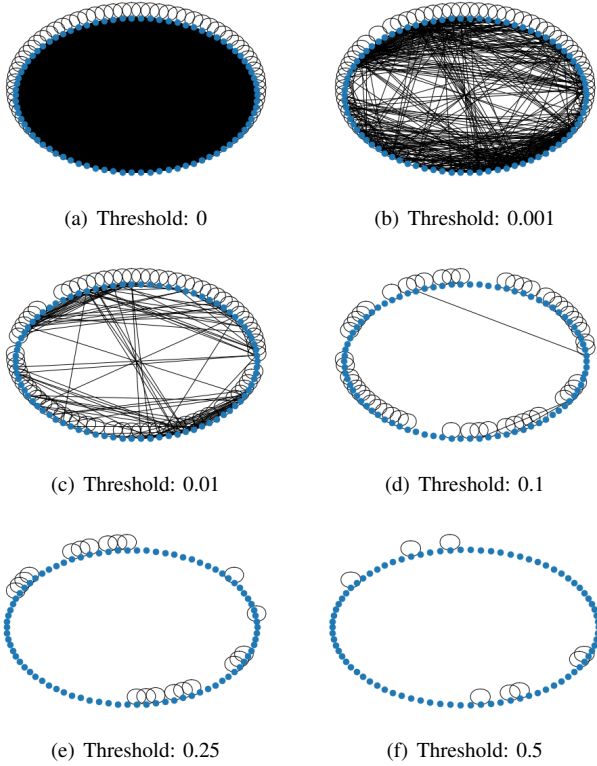 (a) Threshold: 0
(b) Threshold: 0.001
(c) Threshold: 0.01
(d) Threshold: 0.1
(e) Threshold: 0.25
(f) Threshold: 0.5